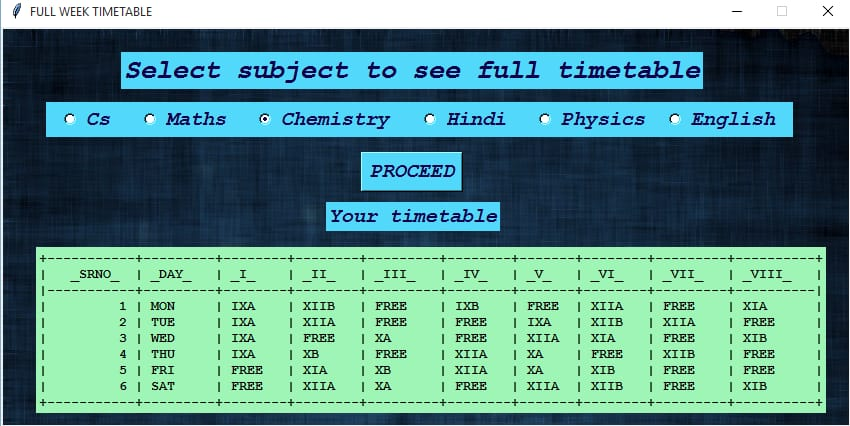 FULL WEEK TIMETABLE
Select subject to see full timetable
Cs Maths Chemistry Hindi Physics English
PROCEED
Your timetable
+----------+--------+-------+-------+--------+-------+------+-------+--------+--------+
| _SRNO_ | _DAY_ | _I_ | _II_ | _III_ | _IV_ | _V_ | _VI_ | _VII_ | _VIII_ |
|----------+--------+-------+-------+--------+-------+------+-------+--------+--------|
| 1 | MON | IXA | XIIB | FREE | IXB | FREE | XIIA | FREE | XIA |
| 2 | TUE | IXA | XIIA | FREE | FREE | IXA | XIIB | XIIA | FREE |
| 3 | WED | IXA | FREE | XA | FREE | XIIA | XIA | FREE | XIB |
| 4 | THU | IXA | XB | FREE | XIIA | XA | FREE | XIIB | FREE |
| 5 | FRI | FREE | XIA | XB | XIIA | XA | XIB | FREE | FREE |
| 6 | SAT | FREE | XIIA | XA | FREE | XIIA | XIIB | FREE | XIB |
+----------+--------+-------+-------+--------+-------+------+-------+--------+--------+